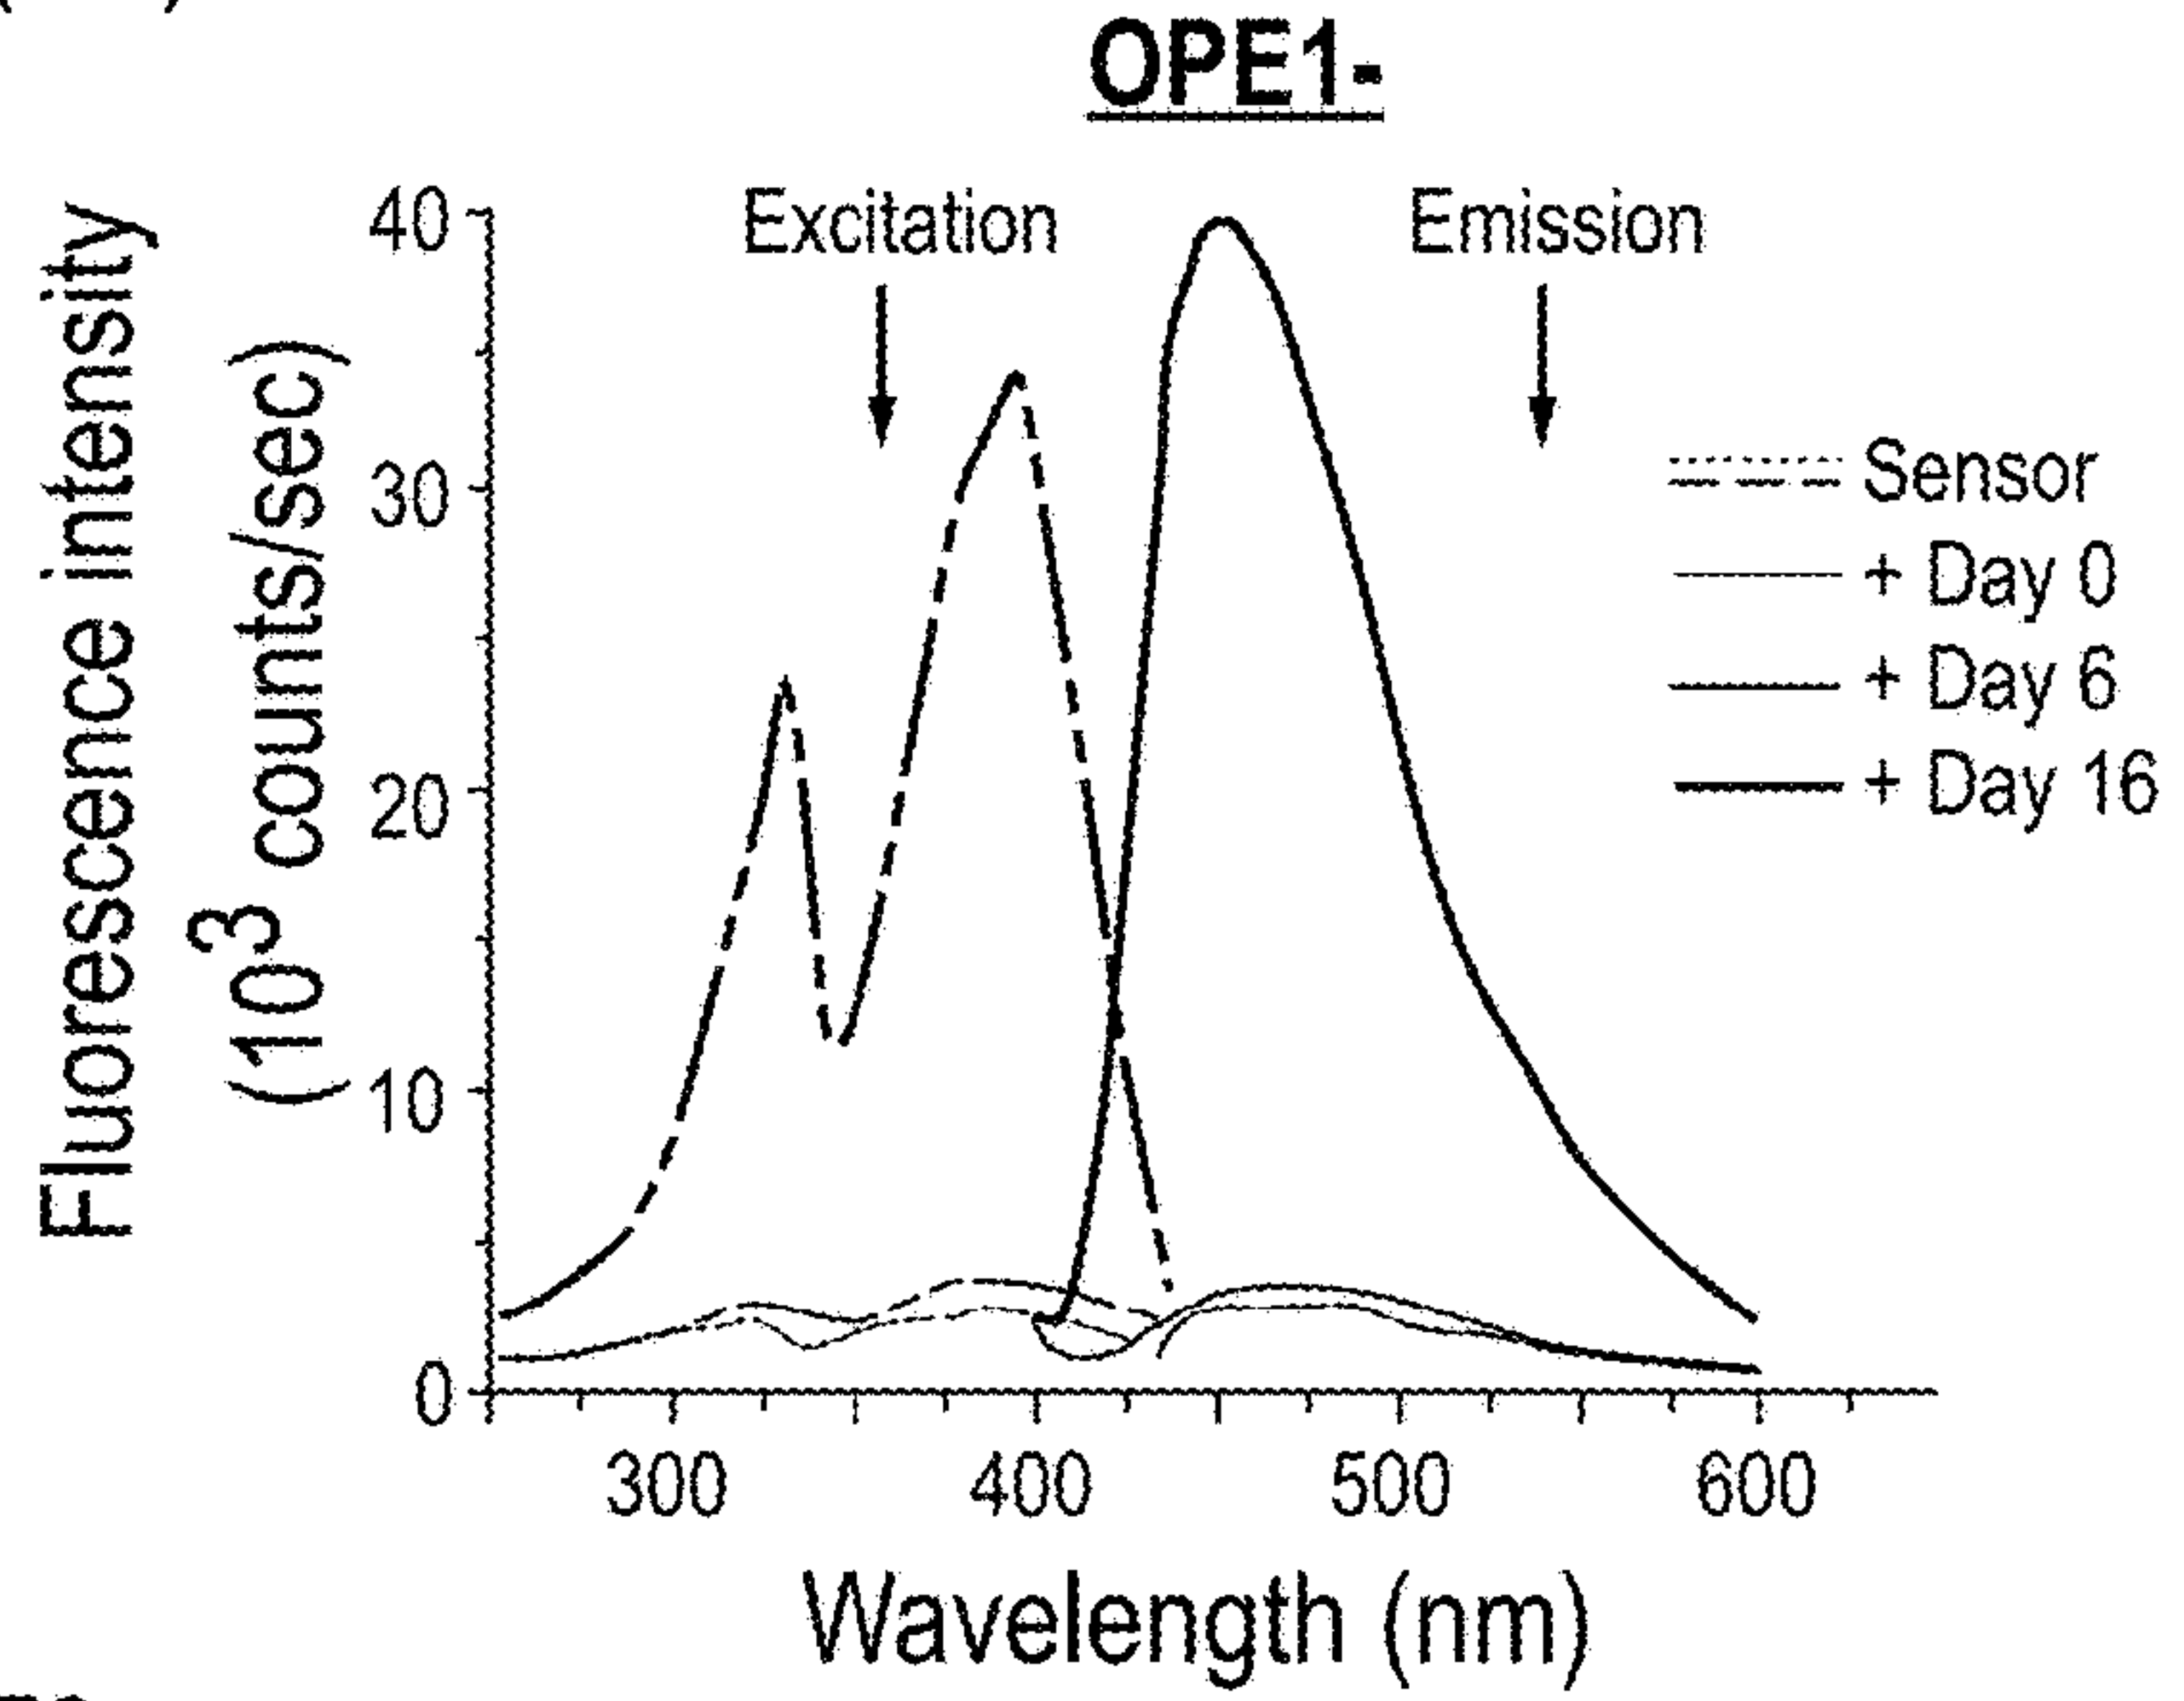 OPE1-
Excitation
Emission
Fluorescence intensity
(10³ counts/sec)
40
30
20
10
0
Sensor
+ Day 0
+ Day 6
+ Day 16
300 400 500 600
Wavelength (nm)